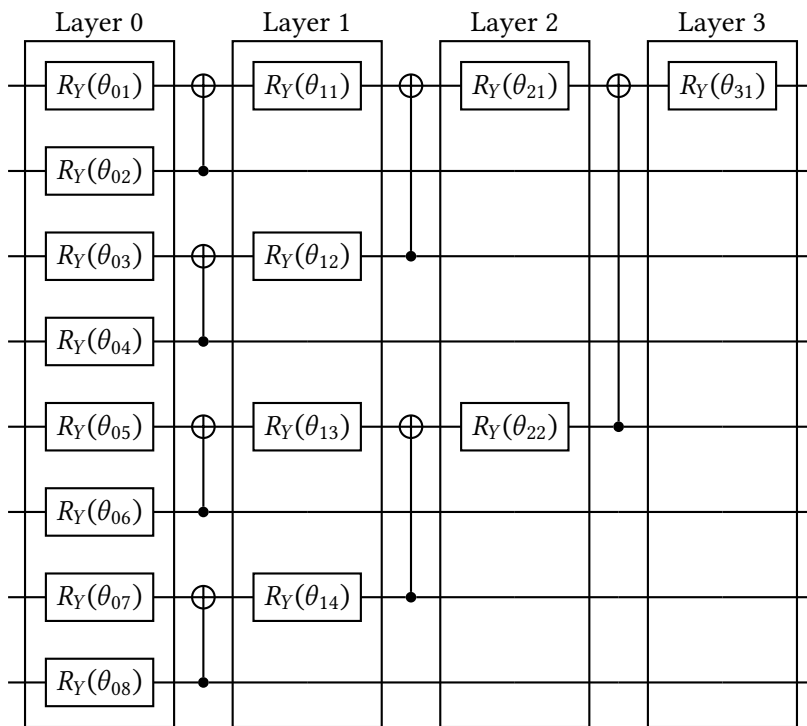 Layer 0 Layer 1 Layer 2 Layer 3
R_Y(θ_01) R_Y(θ_11) R_Y(θ_21) R_Y(θ_31)
R_Y(θ_02)
R_Y(θ_03) R_Y(θ_12)
R_Y(θ_04)
R_Y(θ_05) R_Y(θ_13) R_Y(θ_22)
R_Y(θ_06)
R_Y(θ_07) R_Y(θ_14)
R_Y(θ_08)